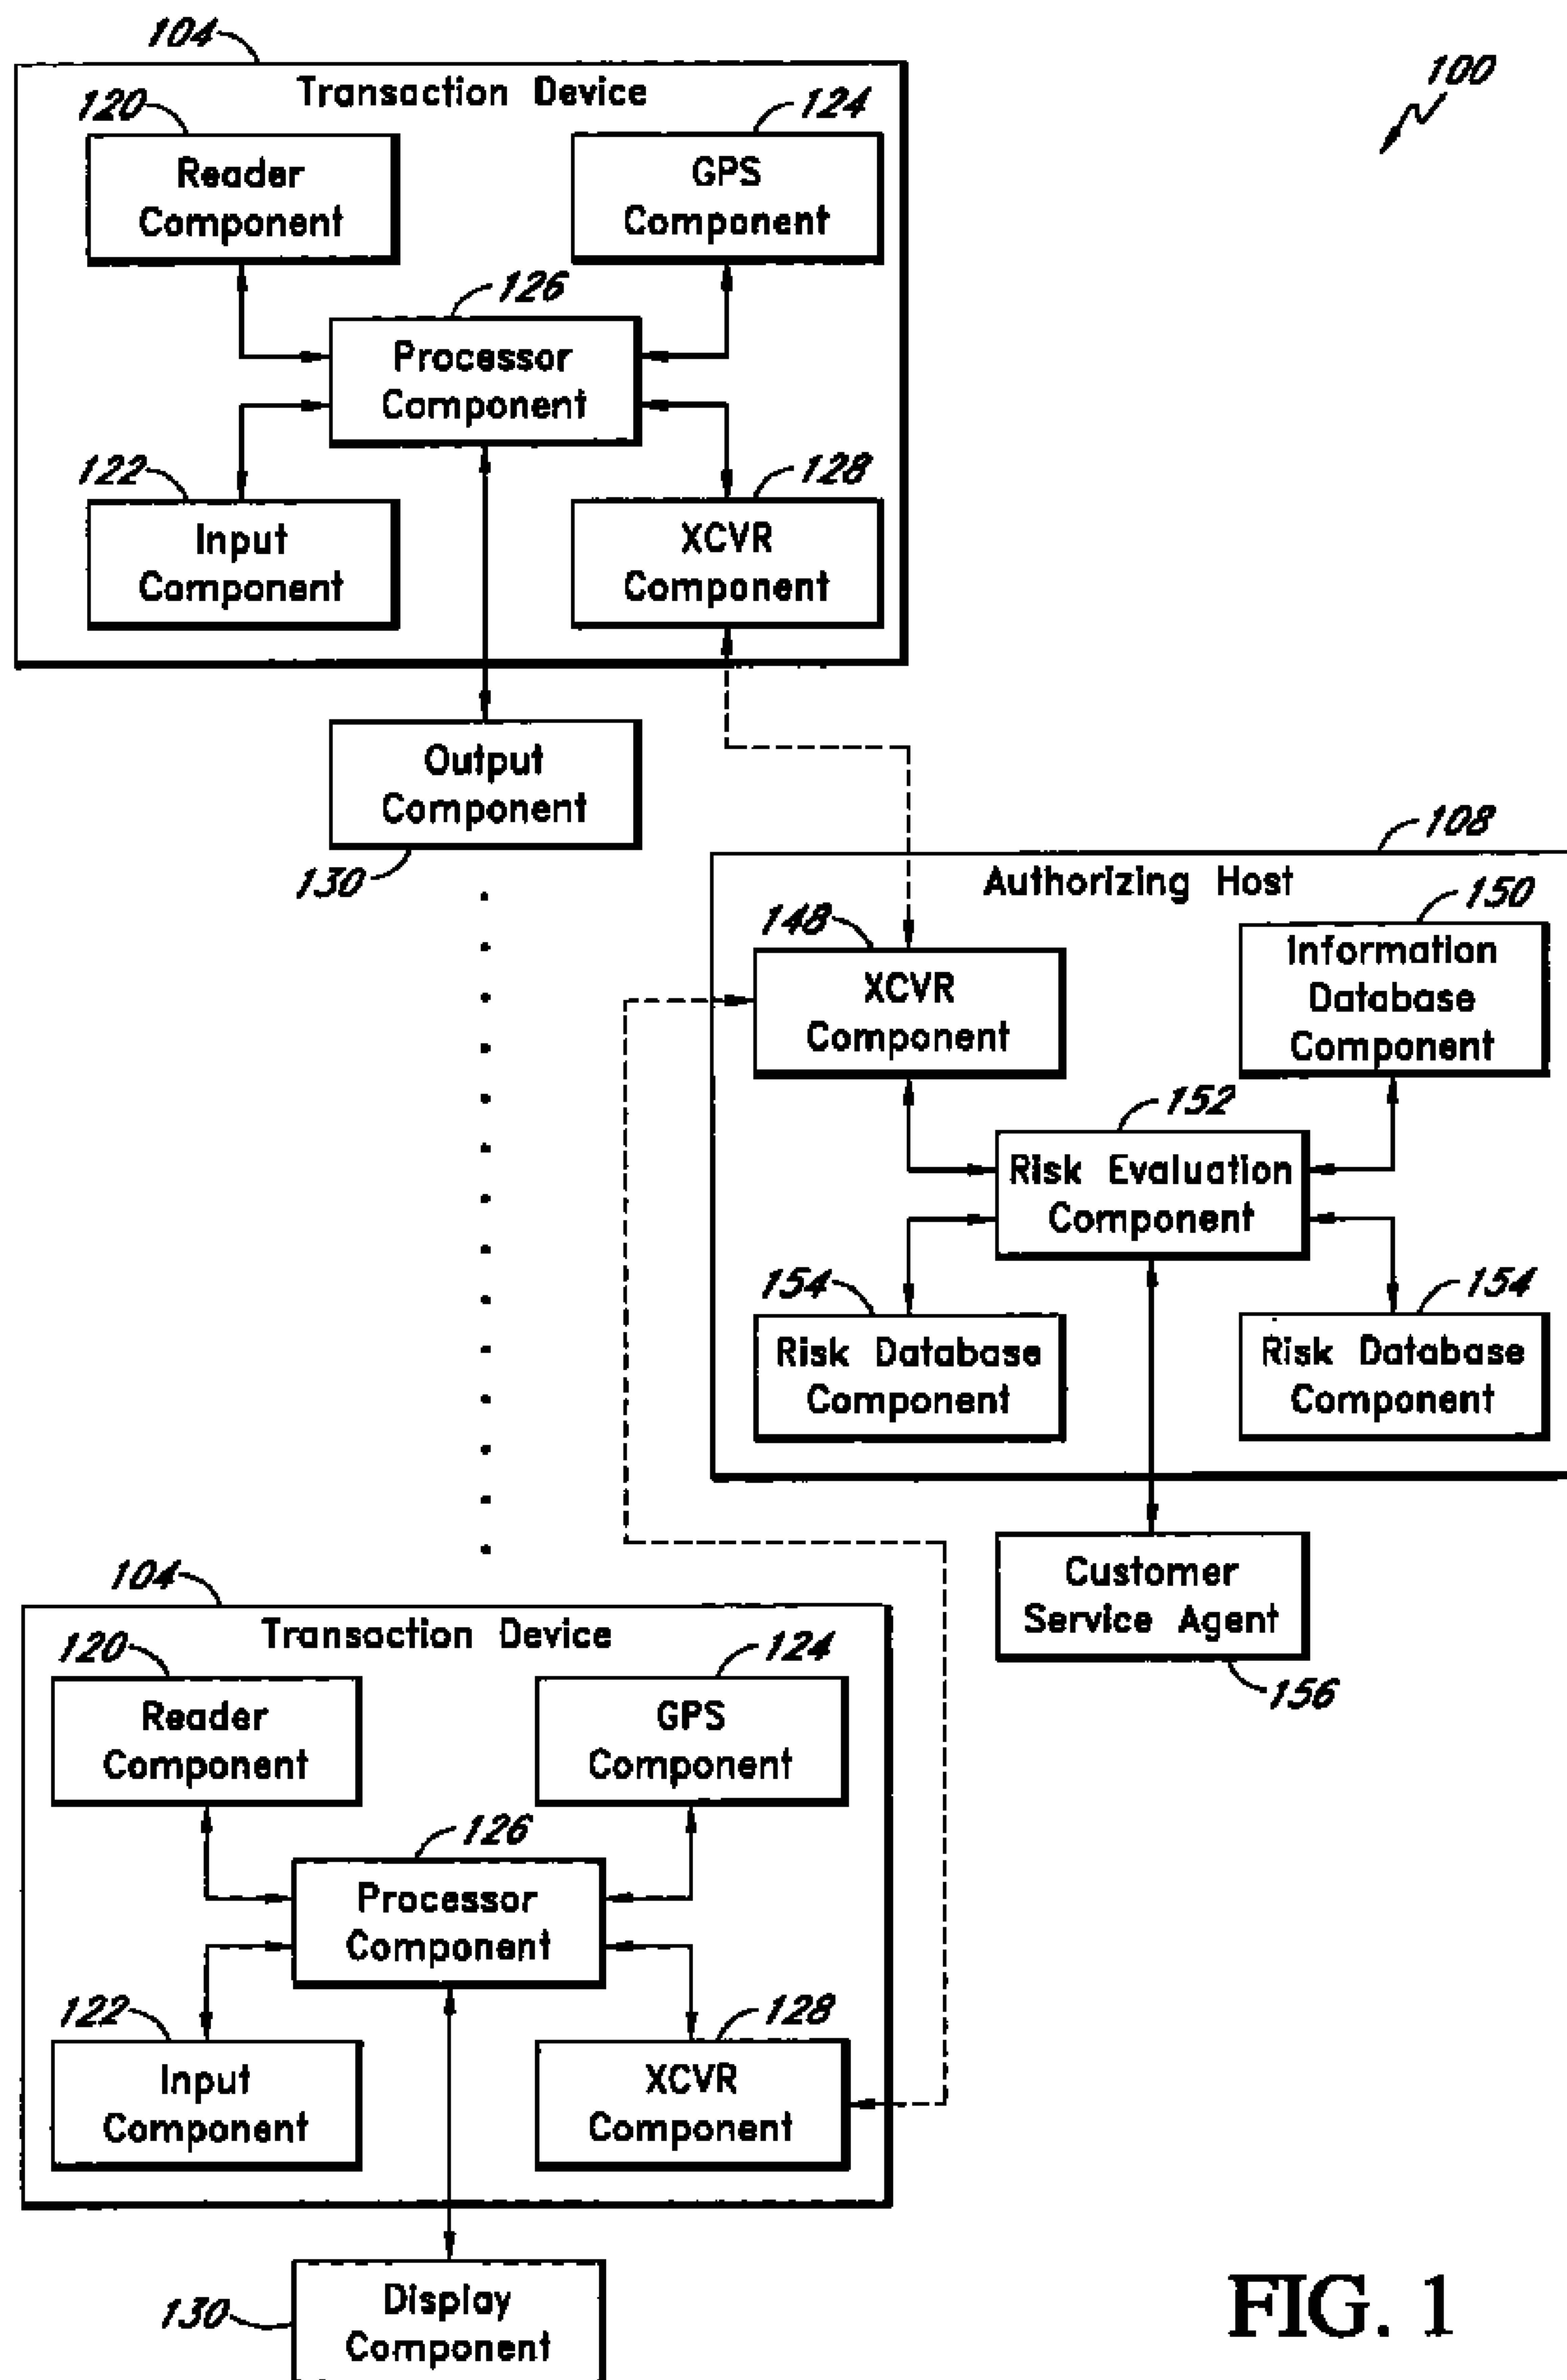 104
100
Transaction Device
120
124
Reader
Component
GPS
Component
126
Processor
Component
122
128
Input
Component
XCVR
Component
Output
Component
130
108
Authorizing Host
148
150
XCVR
Component
Information
Database
Component
152
Risk Evaluation
Component
154
154
Risk Database
Component
Risk Database
Component
Customer
Service Agent
156
104
Transaction Device
120
124
Reader
Component
GPS
Component
126
Processor
Component
122
128
Input
Component
XCVR
Component
130
Display
Component
FIG. 1